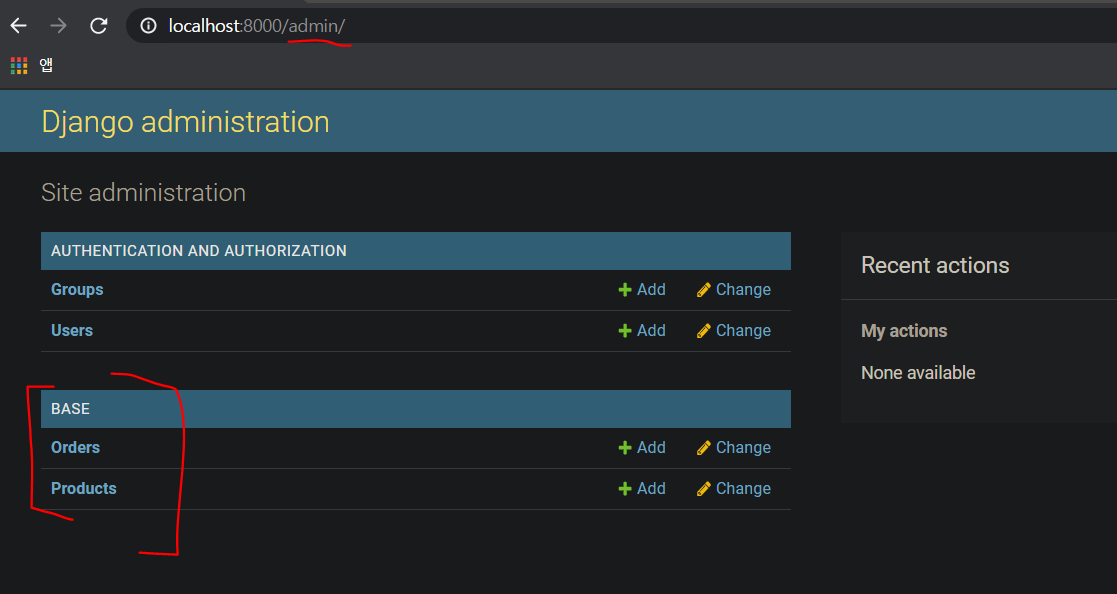 localhost:8000/admin/
앱
Django administration
Site administration
AUTHENTICATION AND AUTHORIZATION
Groups Add Change
Users Add Change
BASE
Orders Add Change
Products Add Change
Recent actions
My actions
None available